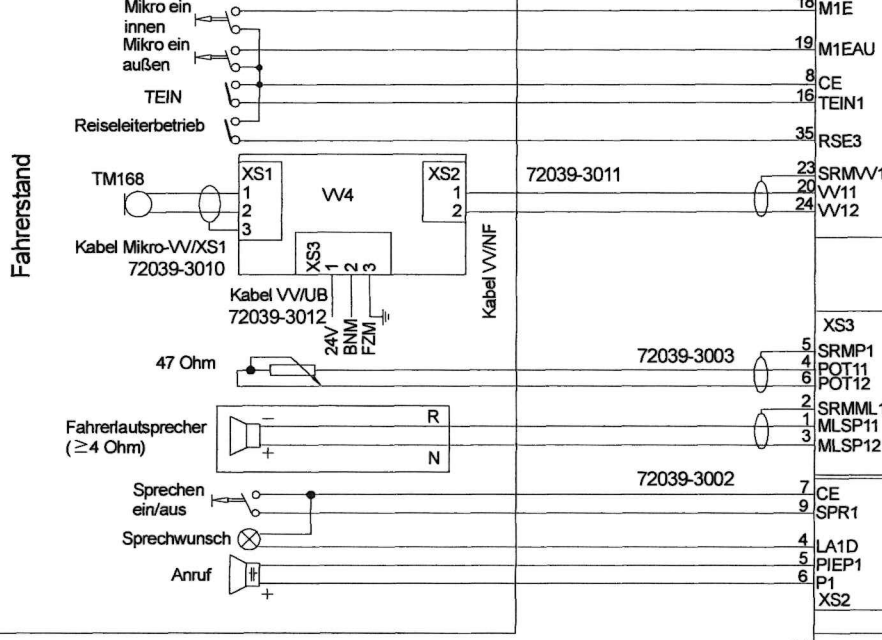 Mikro ein
innen
18 M1E
Mikro ein
außen
19 M1EAU
8 CE
TEIN
16 TEIN1
Reiseleiterbetrieb
35 RSE3
Fahrerstand
TM168
XS1
1
2
3
VV4
XS2
1
2
72039-3011
23 SRMVV1
20 VV11
24 VV12
Kabel Mikro-VV/XS1
72039-3010
XS3
1 2 3
Kabel VV/NF
Kabel VV/UB
72039-3012
24V
BNM
FZM
XS3
47 Ohm
72039-3003
5 SRMP1
4 POT11
6 POT12
Fahrerlautsprecher
(≥4 Ohm)
−
+
R
N
2 SRMML1
1 MLSP11
3 MLSP12
Sprechen
ein/aus
72039-3002
7 CE
9 SPR1
Sprechwunsch
4 LA1D
Anruf
+
5 PIEP1
6 P1
XS2